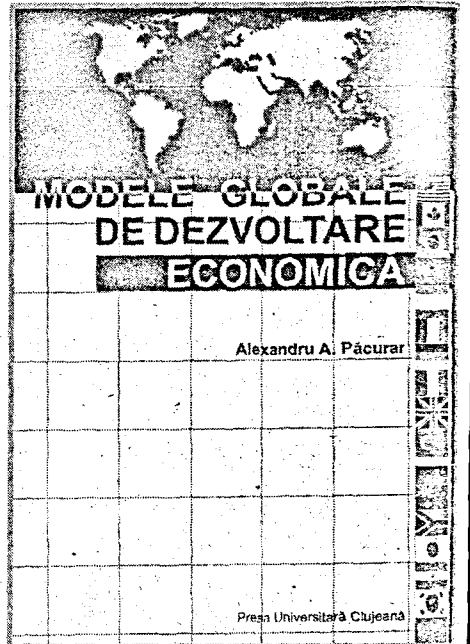 MODELE GLOBALE
DE DEZVOLTARE
ECONOMICA
Alexandru A. Păcurar
Presa Universitară Clujeană